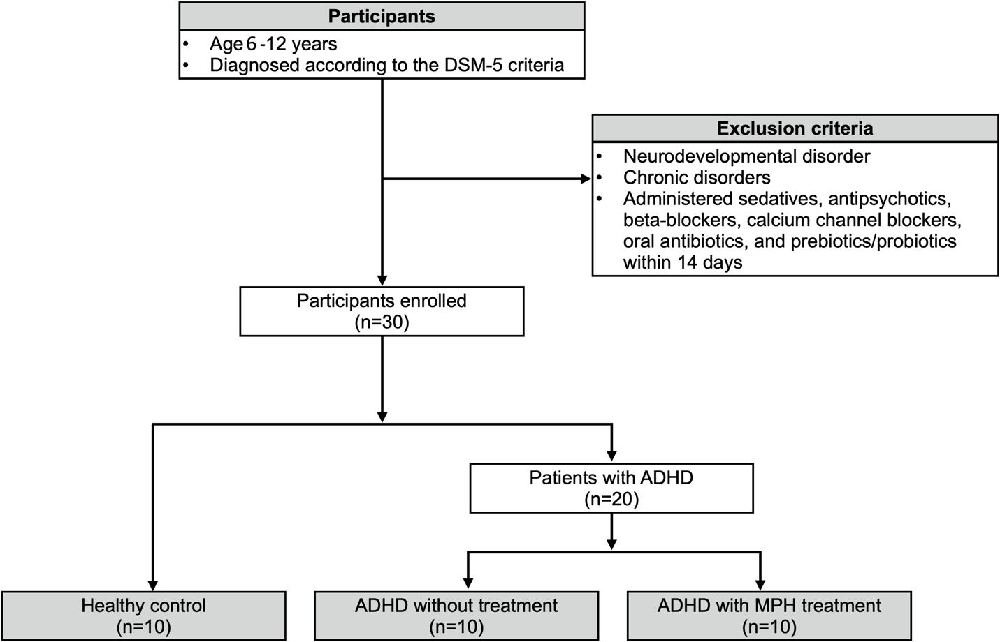 Participants
• Age 6 -12 years
• Diagnosed according to the DSM-5 criteria
Exclusion criteria
• Neurodevelopmental disorder
• Chronic disorders
• Administered sedatives, antipsychotics,
beta-blockers, calcium channel blockers,
oral antibiotics, and prebiotics/probiotics
within 14 days
Participants enrolled
(n=30)
Patients with ADHD
(n=20)
Healthy control
(n=10)
ADHD without treatment
(n=10)
ADHD with MPH treatment
(n=10)